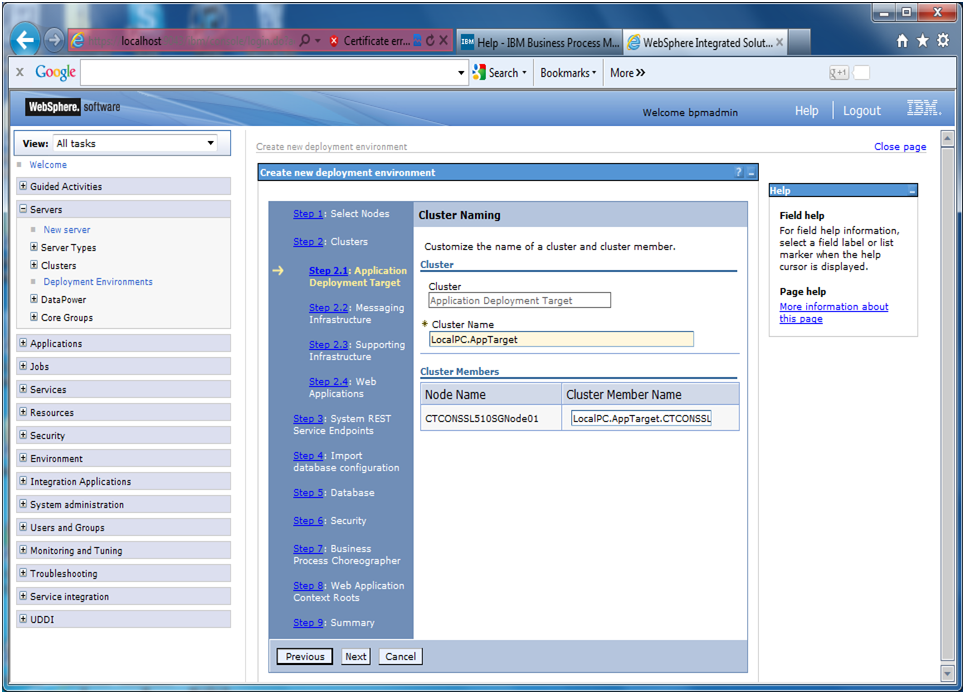 localhost
Certificate err...
IBM Help - IBM Business Process M...
WebSphere Integrated Solut...
x Google
Search
Bookmarks
More »
g+1
WebSphere. software
Welcome bpmadmin
Help
Logout
IBM.
View: All tasks
Welcome
Guided Activities
Servers
New server
Server Types
Clusters
Deployment Environments
DataPower
Core Groups
Applications
Jobs
Services
Resources
Security
Environment
Integration Applications
System administration
Users and Groups
Monitoring and Tuning
Troubleshooting
Service integration
UDDI
Create new deployment environment
Close page
Create new deployment environment
? _
Step 1: Select Nodes
Step 2: Clusters
Step 2.1: Application
Deployment Target
Step 2.2: Messaging
Infrastructure
Step 2.3: Supporting
Infrastructure
Step 2.4: Web
Applications
Step 3: System REST
Service Endpoints
Step 4: Import
database configuration
Step 5: Database
Step 6: Security
Step 7: Business
Process Choreographer
Step 8: Web Application
Context Roots
Step 9: Summary
Cluster Naming
Customize the name of a cluster and cluster member.
Cluster
Cluster
Application Deployment Target
* Cluster Name
LocalPC.AppTarget
Cluster Members
Node Name
Cluster Member Name
CTCONSSL510SGNode01
LocalPC.AppTarget.CTCONSSL
Previous
Next
Cancel
Help
Field help
For field help information,
select a field label or list
marker when the help
cursor is displayed.
Page help
More information about
this page